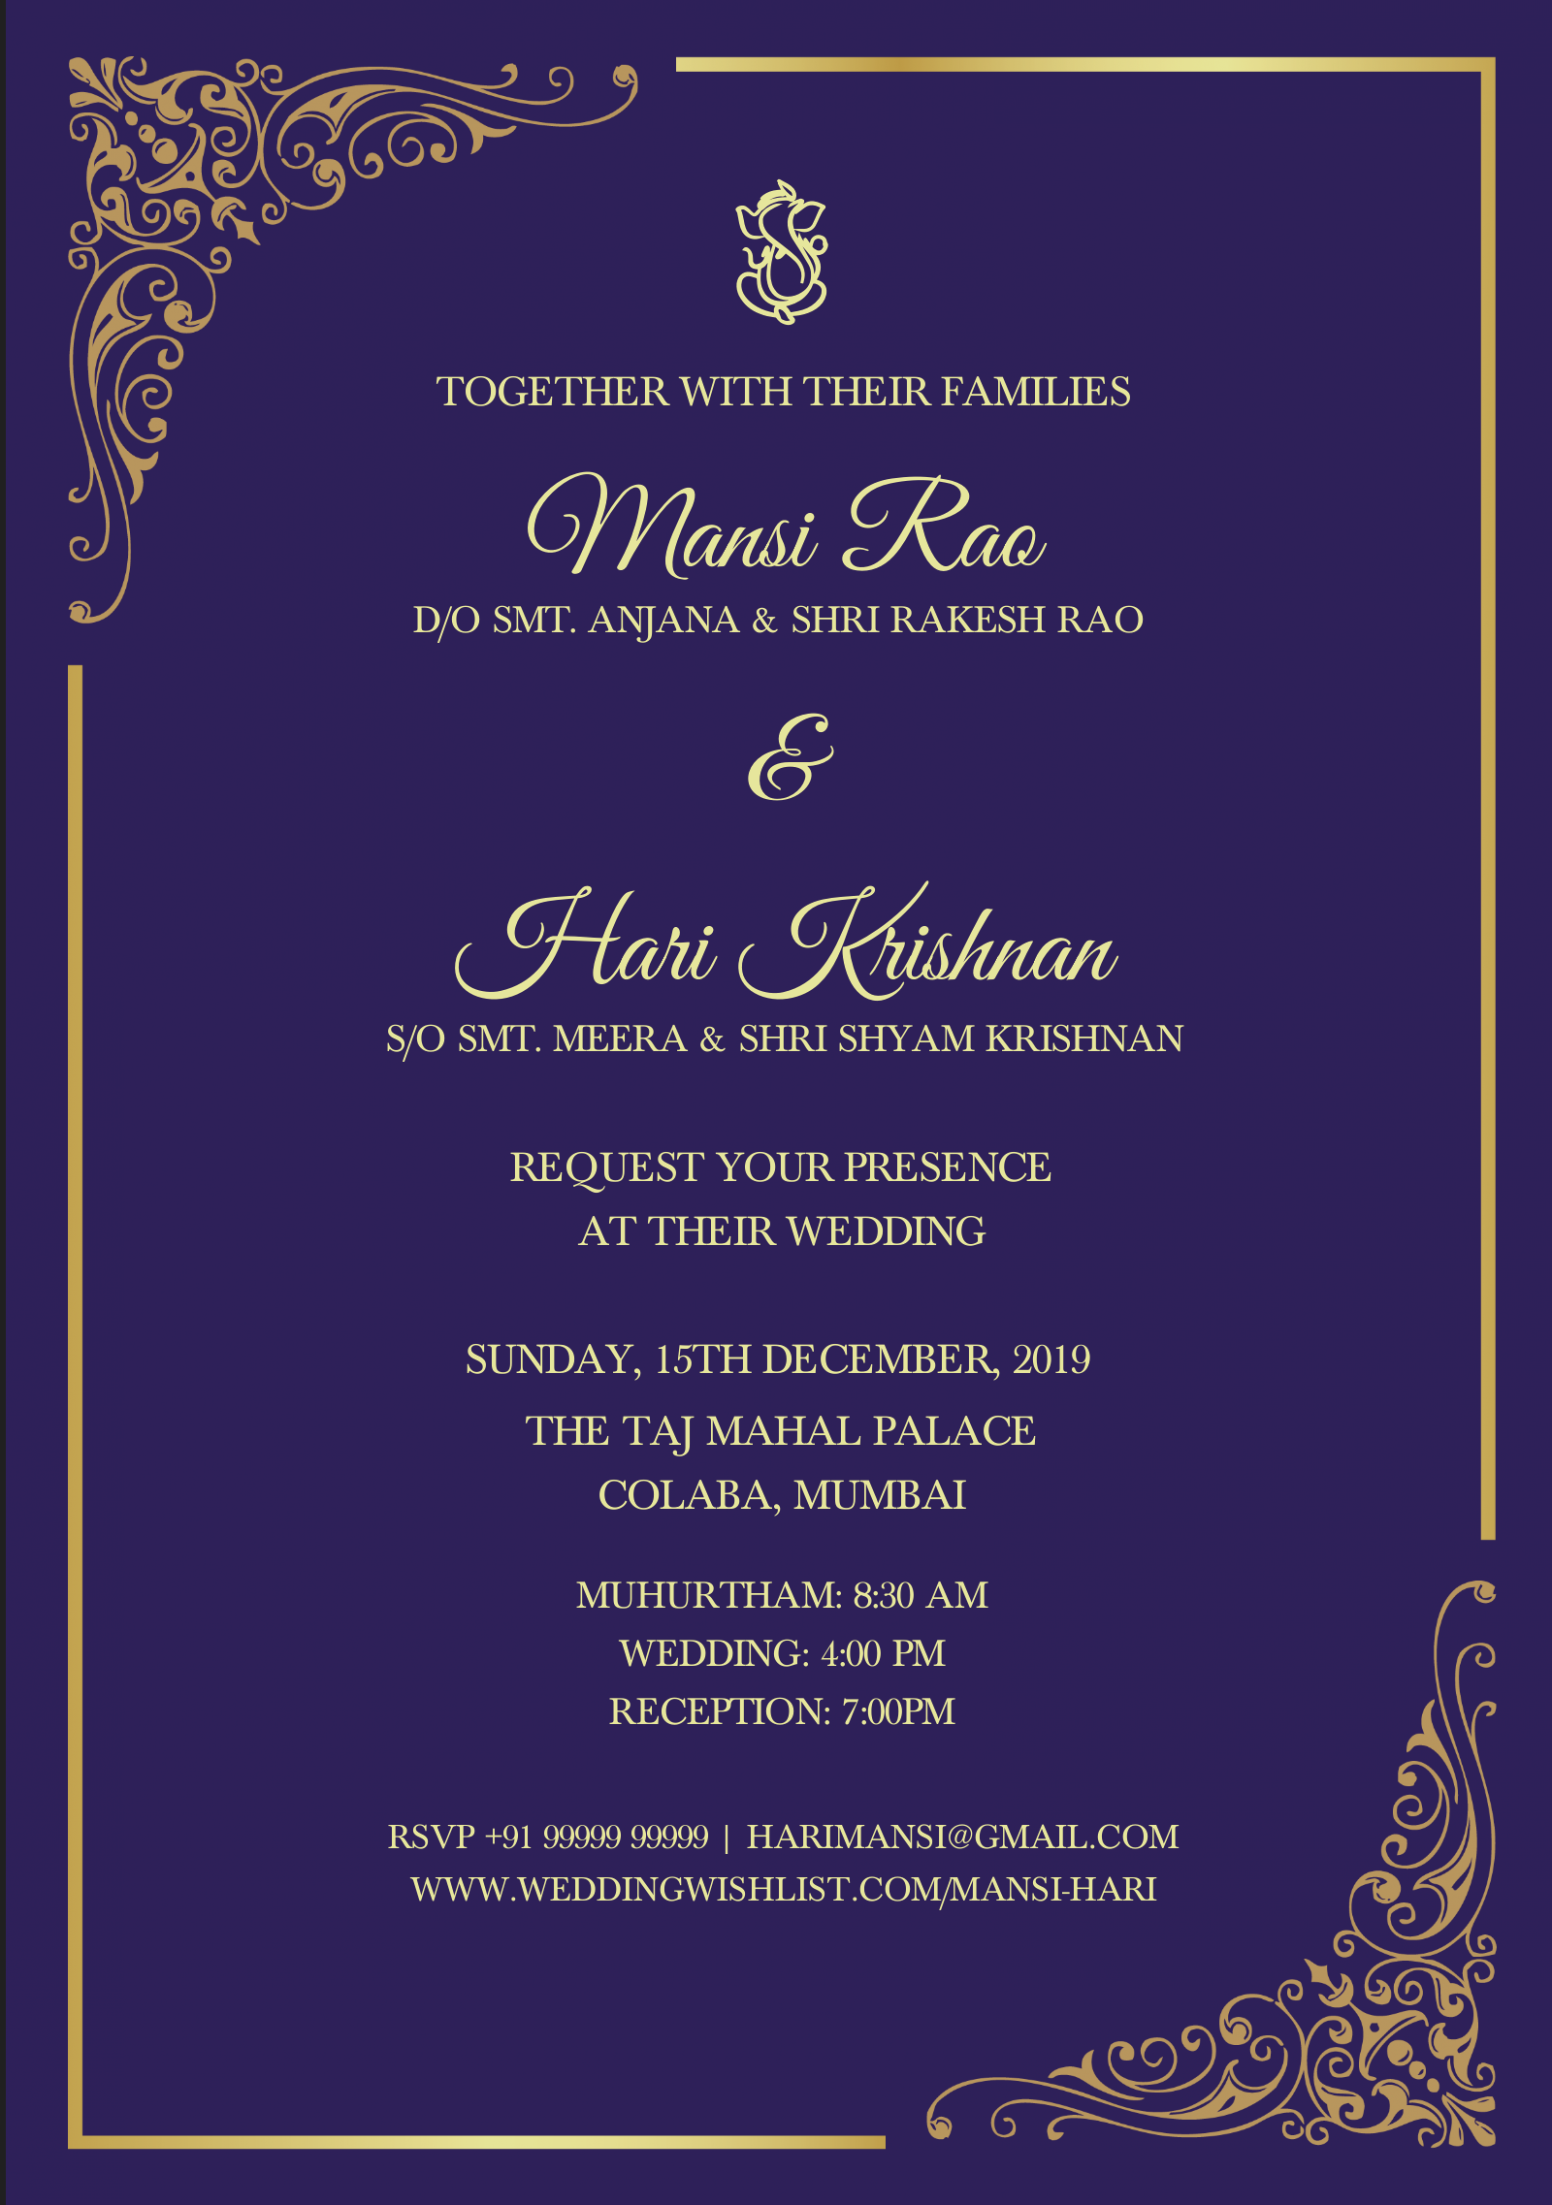 TOGETHER WITH THEIR FAMILIES
Mansi Rao
D/O SMT. ANJANA & SHRI RAKESH RAO
&
Hari Krishnan
S/O SMT. MEERA & SHRI SHYAM KRISHNAN
REQUEST YOUR PRESENCE
AT THEIR WEDDING
SUNDAY, 15TH DECEMBER, 2019
THE TAJ MAHAL PALACE
COLABA, MUMBAI
MUHURTHAM: 8:30 AM
WEDDING: 4:00 PM
RECEPTION: 7:00PM
RSVP +91 99999 99999 | HARIMANSI@GMAIL.COM
WWW.WEDDINGWISHLIST.COM/MANSI-HARI